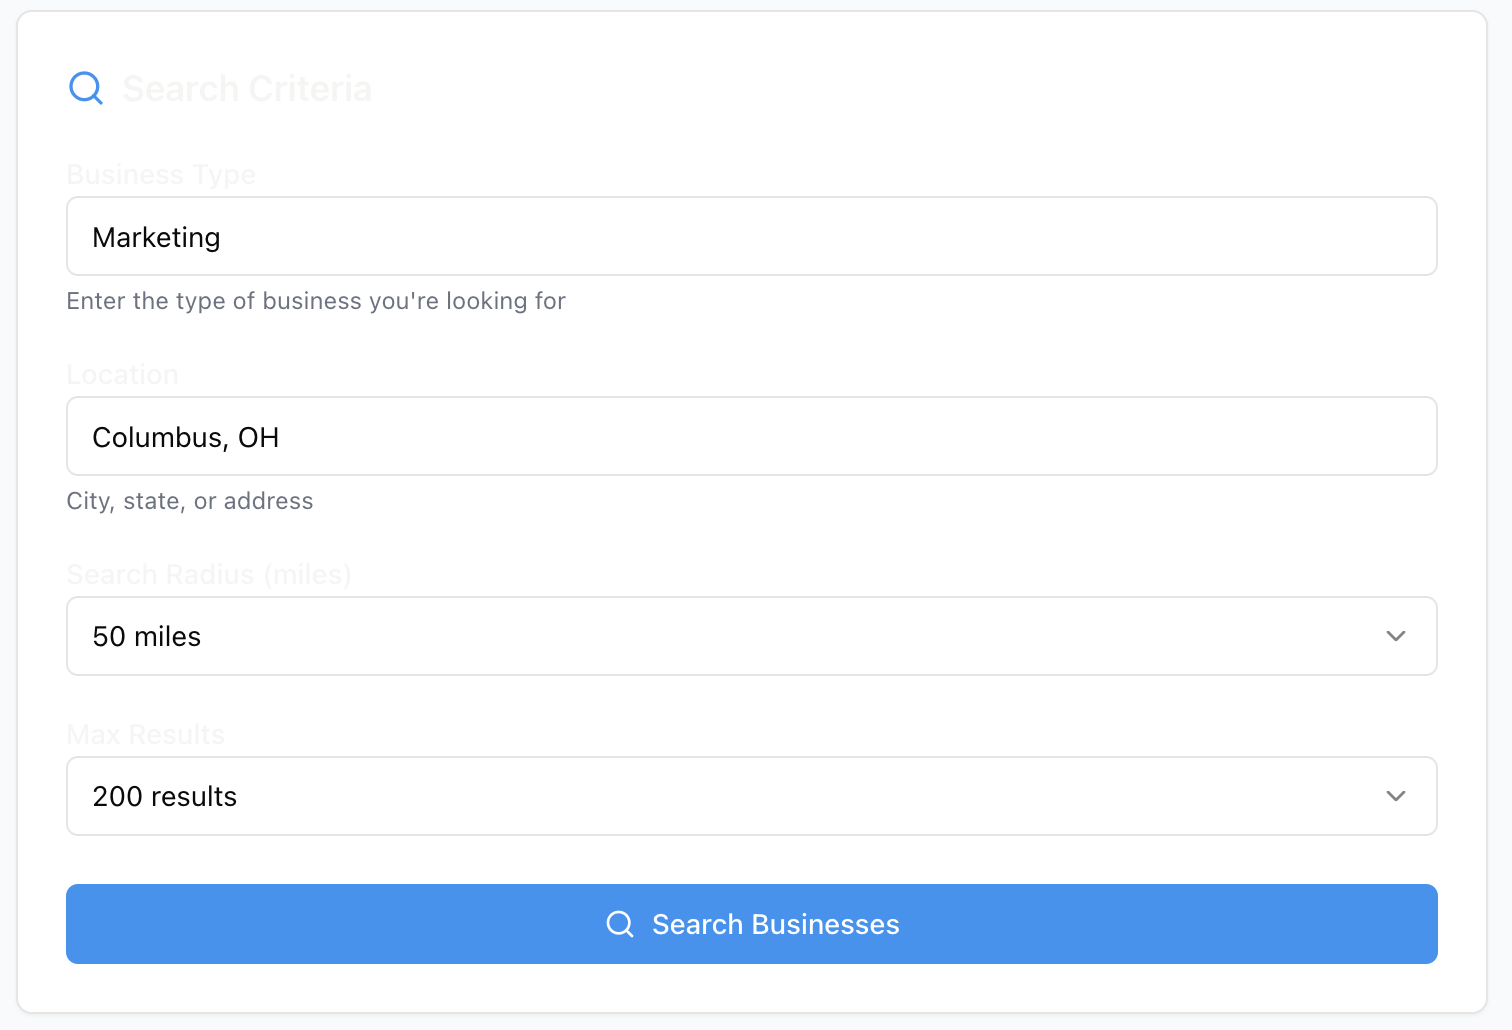 Search Criteria
Business Type
Marketing
Enter the type of business you're looking for
Location
Columbus, OH
City, state, or address
Search Radius (miles)
50 miles
Max Results
200 results
Search Businesses